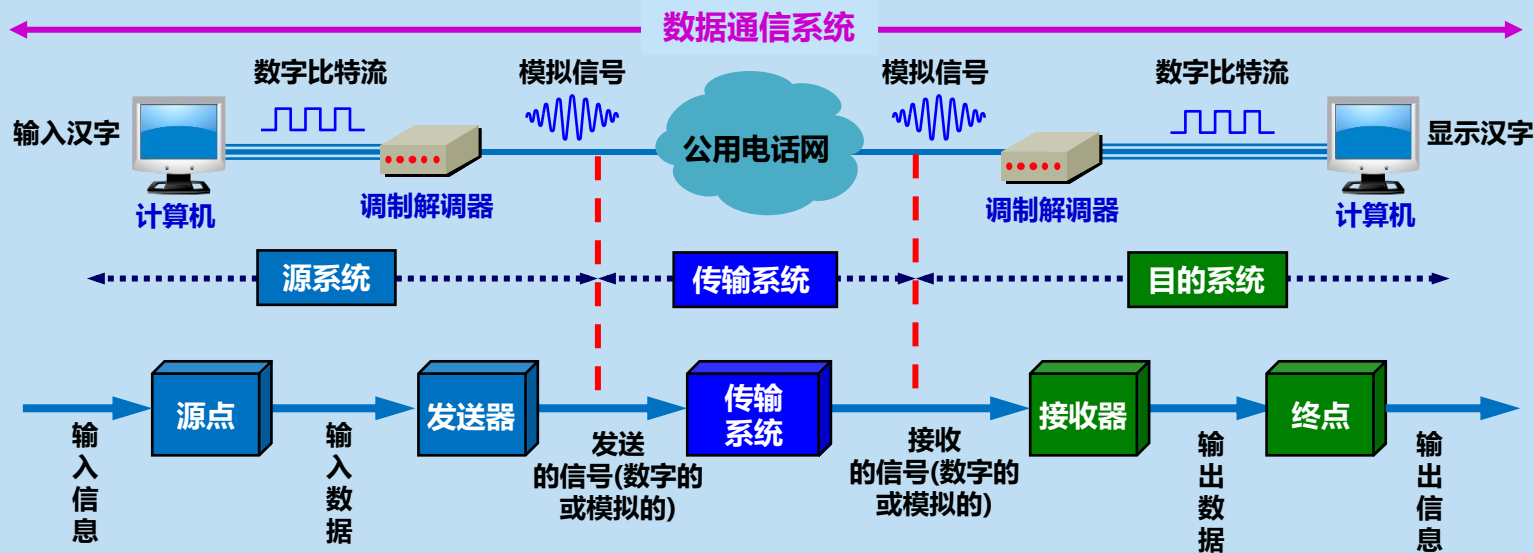 数据通信系统
数字比特流
模拟信号
模拟信号
数字比特流
输入汉字
公用电话网
显示汉字
计算机
调制解调器
调制解调器
计算机
源系统
传输系统
目的系统
源点
发送器
传输
系统
接收器
终点
输入信息
输入数据
发送
的信号(数字的
或模拟的)
接收
的信号(数字的
或模拟的)
输出数据
输出信息